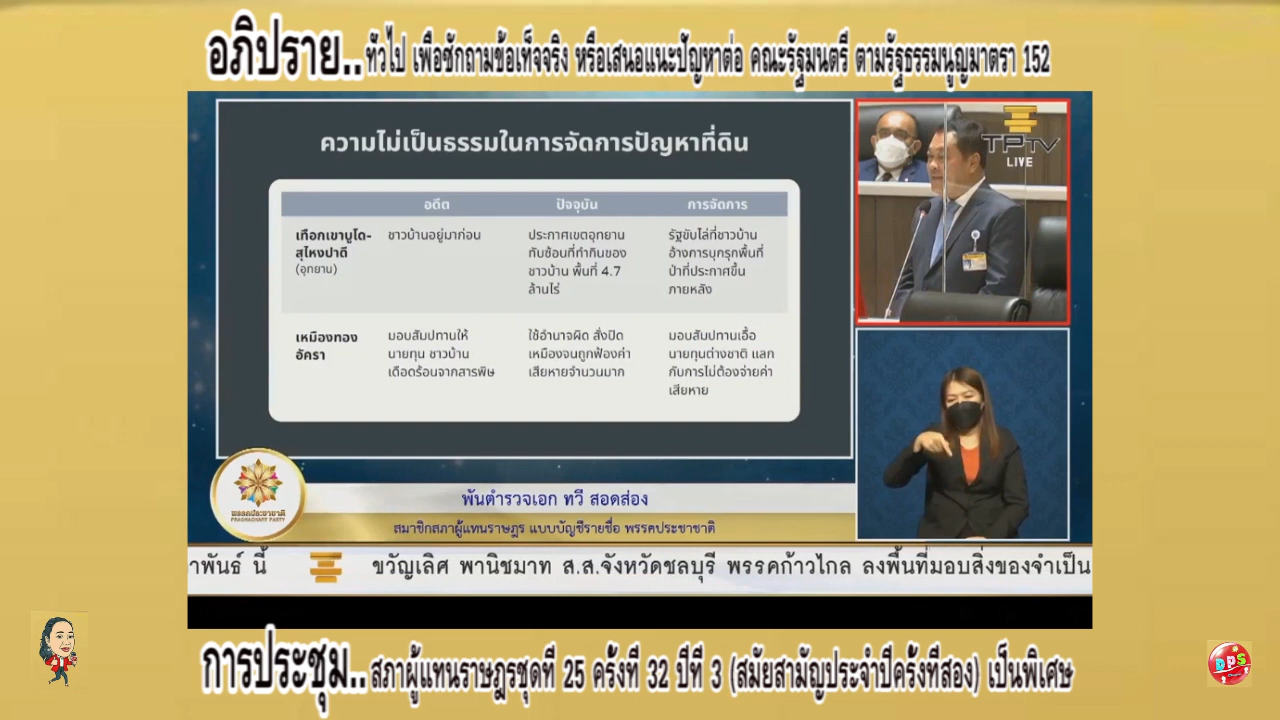 อภิปราย.. ทั่วไป เพื่อซักถามข้อเท็จจริง หรือเสนอแนะปัญหาต่อ คณะรัฐมนตรี ตามรัฐธรรมนูญมาตรา 152
ความไม่เป็นธรรมในการจัดการปัญหาที่ดิน
อดีต ปัจจุบัน การจัดการ
เทือกเขาบูโด-
สุไหงปาดี
(อุทยาน)
ชาวบ้านอยู่มาก่อน
ประกาศเขตอุทยาน
ทับซ้อนที่ทำกินของ
ชาวบ้าน พื้นที่ 4.7
ล้านไร่
รัฐขับไล่ที่ชาวบ้าน
อ้างการบุกรุกพื้นที่
ป่าที่ประกาศขึ้น
ภายหลัง
เหมืองทอง
อัครา
มอบสัมปทานให้
นายทุน ชาวบ้าน
เดือดร้อนจากสารพิษ
ใช้อำนาจผิด สั่งปิด
เหมืองจนถูกฟ้องค่า
เสียหายจำนวนมาก
มอบสัมปทานเอื้อ
นายทุนต่างชาติ แลก
กับการไม่ต้องจ่ายค่า
เสียหาย
TPTV
LIVE
พรรคประชาชาติ
PRACHACHART PARTY
พันตำรวจเอก ทวี สอดส่อง
สมาชิกสภาผู้แทนราษฎร แบบบัญชีรายชื่อ พรรคประชาชาติ
าพันธ์ นี้ ขวัญเลิศ พานิชมาท ส.ส.จังหวัดชลบุรี พรรคก้าวไกล ลงพื้นที่มอบสิ่งของจำเป็น
การประชุม.. สภาผู้แทนราษฎรชุดที่ 25 ครั้งที่ 32 ปีที่ 3 (สมัยสามัญประจำปีครั้งที่สอง) เป็นพิเศษ
DPS